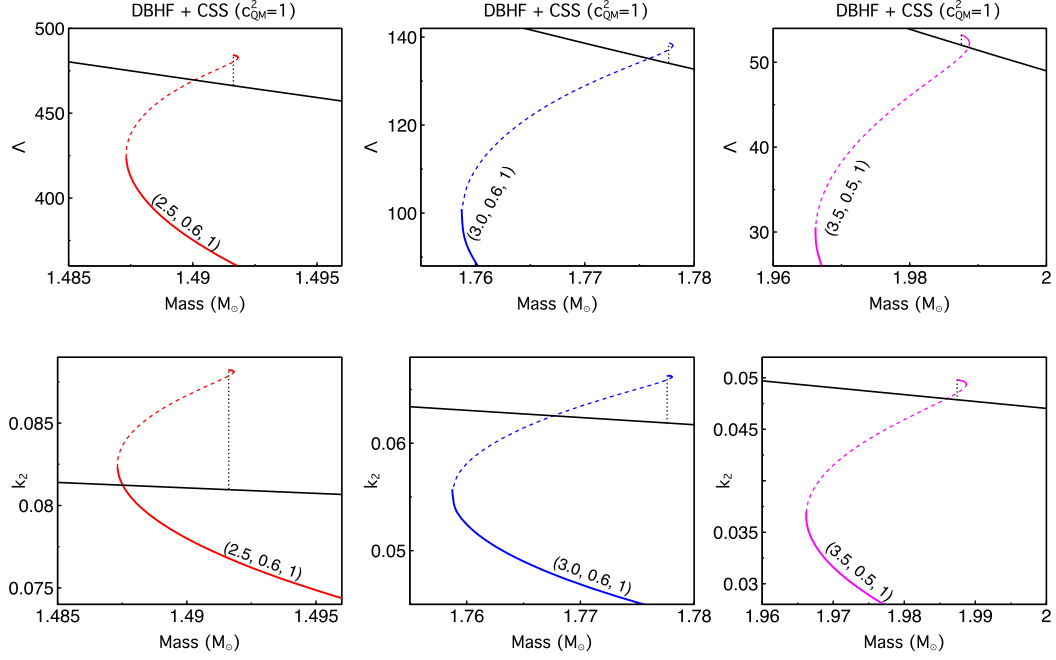 DBHF + CSS (c²QM=1)
500
450
400
Λ
(2.5, 0.6, 1)
1.485
1.49
1.495
Mass (M⊙)
DBHF + CSS (c²QM=1)
140
120
100
Λ
(3.0, 0.6, 1)
1.76
1.77
1.78
Mass (M⊙)
DBHF + CSS (c²QM=1)
50
40
30
Λ
(3.5, 0.5, 1)
1.96
1.98
2
Mass (M⊙)
0.085
0.08
0.075
k₂
(2.5, 0.6, 1)
1.485
1.49
1.495
Mass (M⊙)
0.06
0.05
k₂
(3.0, 0.6, 1)
1.76
1.77
1.78
Mass (M⊙)
0.05
0.045
0.04
0.035
0.03
k₂
(3.5, 0.5, 1)
1.96
1.97
1.98
1.99
2
Mass (M⊙)